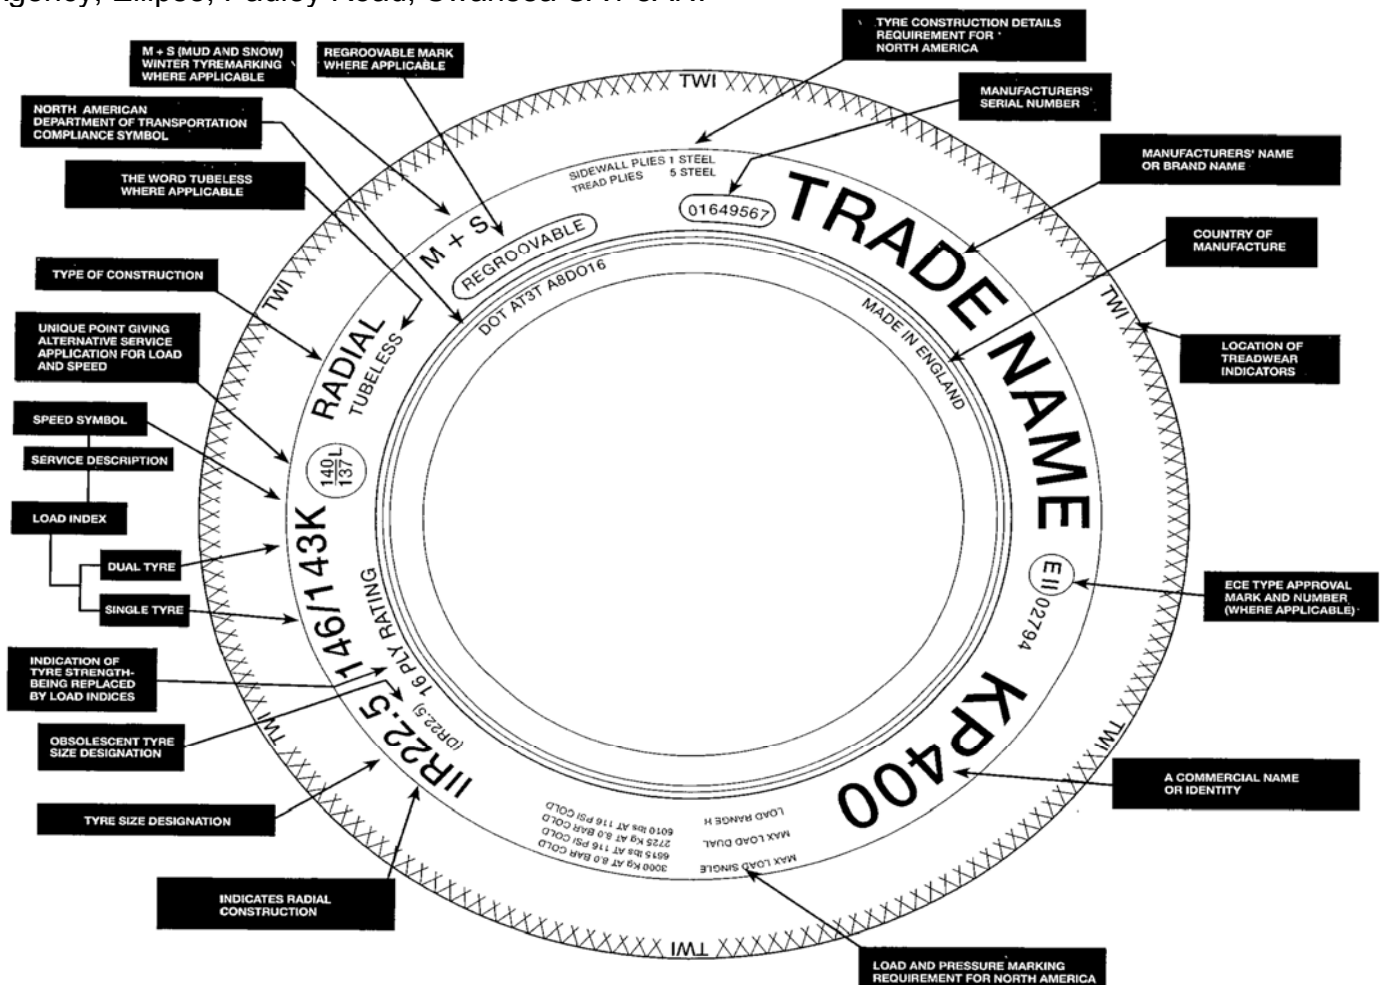 M + S (MUD AND SNOW)
WINTER TYREMARKING
WHERE APPLICABLE
REGROOVABLE MARK
WHERE APPLICABLE
TYRE CONSTRUCTION DETAILS
REQUIREMENT FOR
NORTH AMERICA
MANUFACTURERS'
SERIAL NUMBER
NORTH AMERICAN
DEPARTMENT OF TRANSPORTATION
COMPLIANCE SYMBOL
MANUFACTURERS' NAME
OR BRAND NAME
THE WORD TUBELESS
WHERE APPLICABLE
COUNTRY OF
MANUFACTURE
TYPE OF CONSTRUCTION
UNIQUE POINT GIVING
ALTERNATIVE SERVICE
APPLICATION FOR LOAD
AND SPEED
LOCATION OF
TREADWEAR
INDICATORS
SPEED SYMBOL
SERVICE DESCRIPTION
LOAD INDEX
DUAL TYRE
SINGLE TYRE
ECE TYPE APPROVAL
MARK AND NUMBER
(WHERE APPLICABLE)
INDICATION OF
TYRE STRENGTH-
BEING REPLACED
BY LOAD INDICES
OBSOLESCENT TYRE
SIZE DESIGNATION
A COMMERCIAL NAME
OR IDENTITY
TYRE SIZE DESIGNATION
INDICATES RADIAL
CONSTRUCTION
LOAD AND PRESSURE MARKING
REQUIREMENT FOR NORTH AMERICA
TWI
TWI
TWI
TWI
TWI
TWI
SIDEWALL PLIES 1 STEEL
TREAD PLIES 5 STEEL
01649567
TRADE NAME
M + S
REGROOVABLE
DOT AT3T A8DO16
MADE IN ENGLAND
RADIAL
TUBELESS
140
137 L
IIR22.5 /146/143K
(DR22.5) 16 PLY RATING
EII 02794
KP400
LOAD RANGE H
MAX LOAD DUAL
MAX LOAD SINGLE
3000 Kg AT 8.0 BAR COLD
6615 lbs AT 116 PSI COLD
2725 Kg AT 8.0 BAR COLD
6010 lbs AT 116 PSI COLD